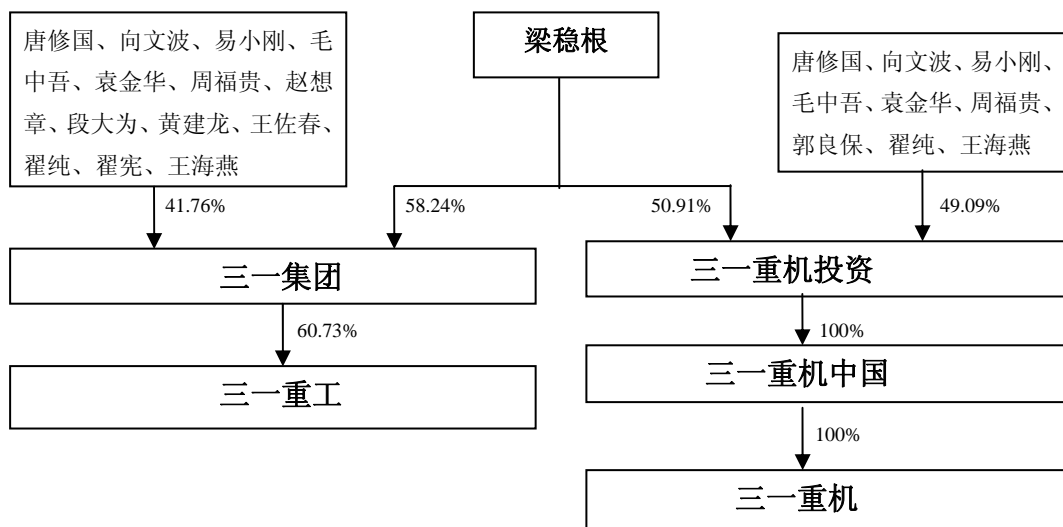 唐修国、向文波、易小刚、毛
中吾、袁金华、周福贵、赵想
章、段大为、黄建龙、王佐春、
翟纯、翟宪、王海燕
梁稳根
唐修国、向文波、易小刚、
毛中吾、袁金华、周福贵、
郭良保、翟纯、王海燕
41.76%
58.24%
50.91%
49.09%
三一集团
三一重机投资
60.73%
100%
三一重工
三一重机中国
100%
三一重机